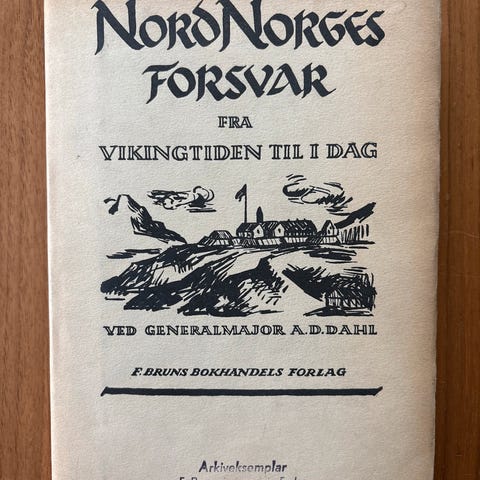 NORDNORGES
FORSVAR
FRA
VIKINGTIDEN TIL I DAG
VED GENERALMAJOR A.D.DAHL
F. BRUNS BOKHANDELS FORLAG
Arkiveksemplar